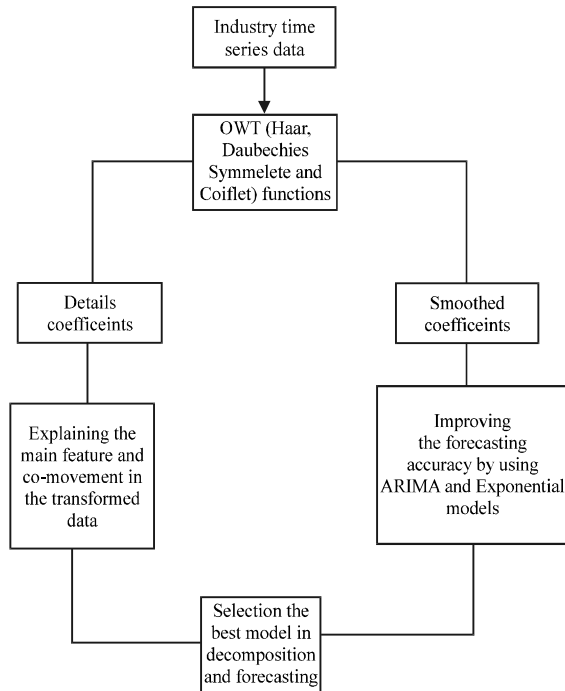 Industry time
series data
OWT (Haar,
Daubechies
Symmelete and
Coiflet) functions
Details
coefficeints
Smoothed
coefficeints
Explaining the
main feature and
co-movement in
the transformed
data
Improving
the forecasting
accuracy by using
ARIMA and Exponential
models
Selection the
best model in
decomposition
and forecasting